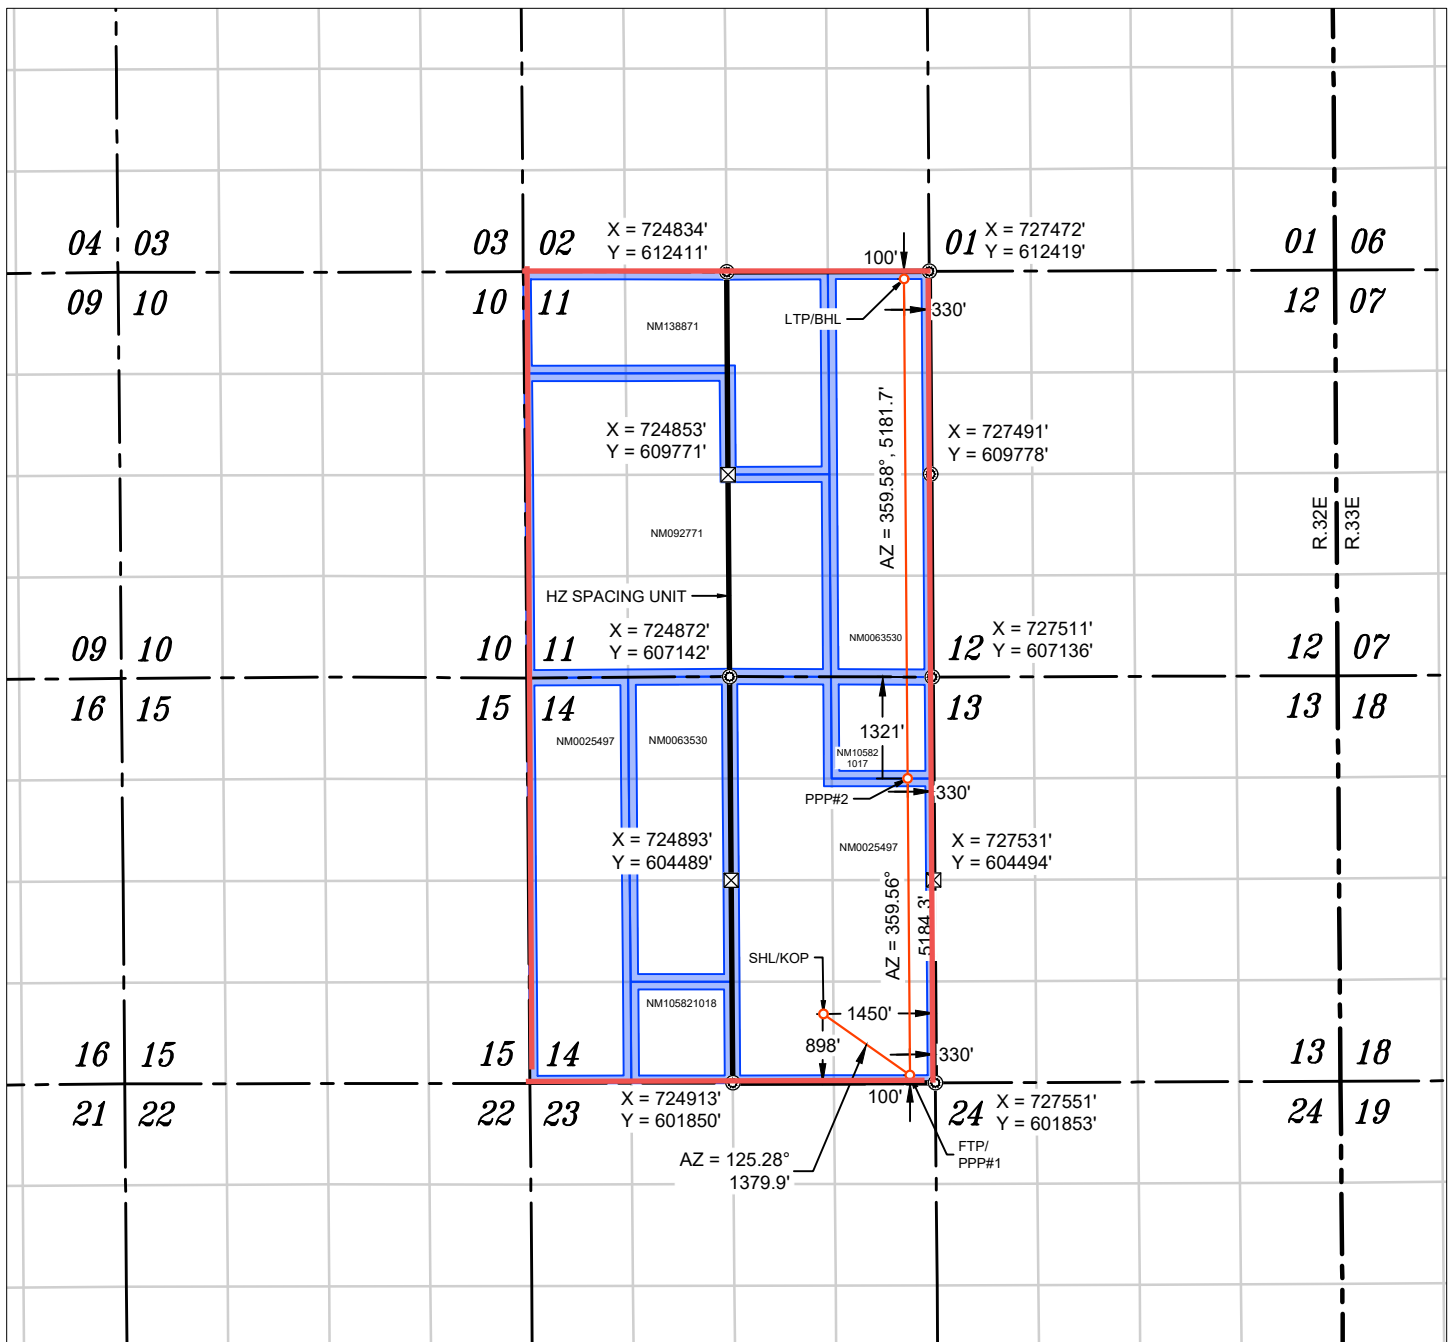 X = 724834'
Y = 612411'
X = 727472'
Y = 612419'
04 03
03 02
01
01 06
100'
09 10
10 11
12 07
LTP/BHL
330'
NM138871
X = 724853'
Y = 609771'
X = 727491'
Y = 609778'
AZ = 359.58°, 5181.7'
R.32E
R.33E
NM092771
HZ SPACING UNIT
X = 724872'
Y = 607142'
NM0063530
X = 727511'
Y = 607136'
09 10
10 11
12
12 07
16 15
15 14
13
13 18
1321'
NM0025497
NM0063530
NM10582
1017
PPP#2
330'
X = 724893'
Y = 604489'
NM0025497
X = 727531'
Y = 604494'
AZ = 359.56°
5184.3'
SHL/KOP
NM105821018
1450'
898'
330'
16 15
15 14
13 18
21 22
22 23
24
24 19
X = 724913'
Y = 601850'
100'
X = 727551'
Y = 601853'
FTP/
PPP#1
AZ = 125.28°
1379.9'